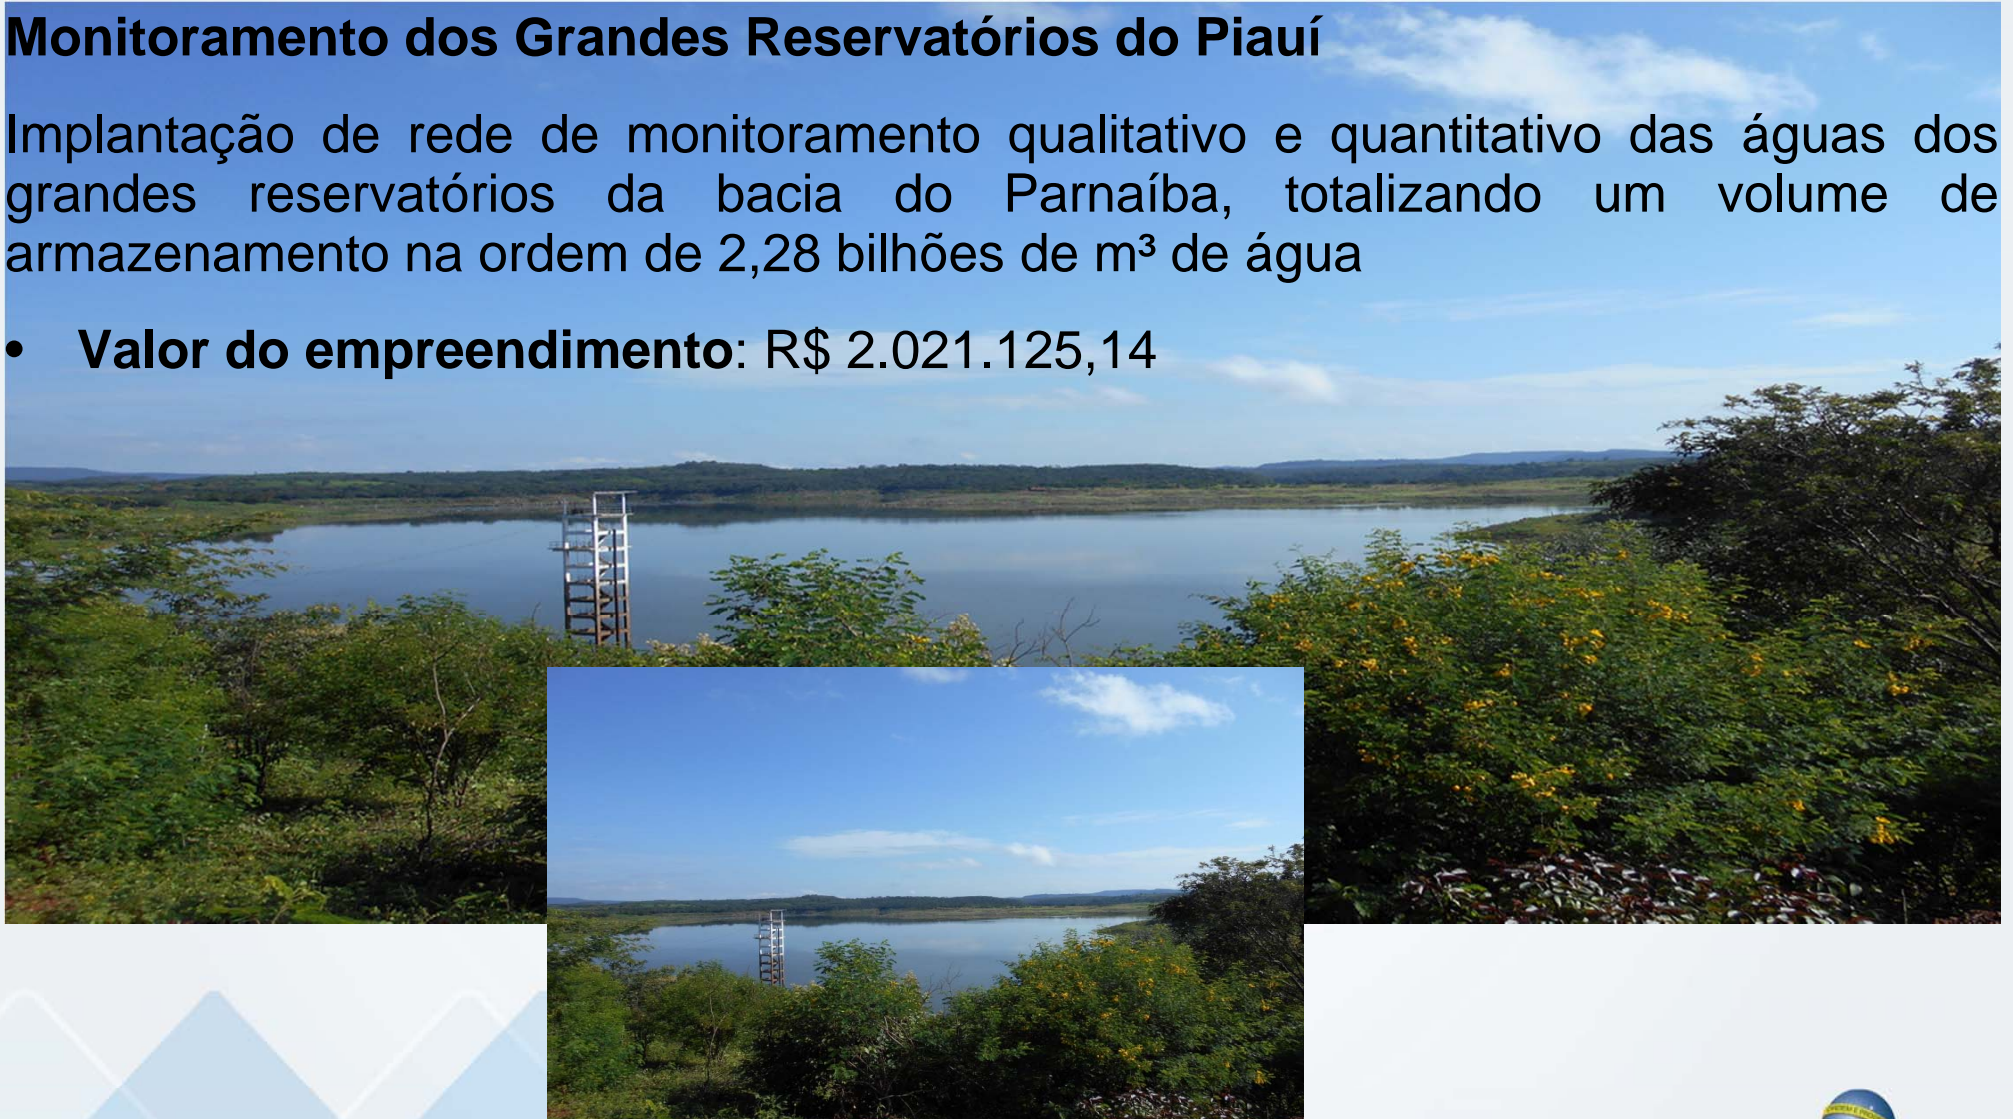 Monitoramento dos Grandes Reservatórios do Piauí
Implantação de rede de monitoramento qualitativo e quantitativo das águas dos
grandes reservatórios da bacia do Parnaíba, totalizando um volume de
armazenamento na ordem de 2,28 bilhões de m³ de água
• Valor do empreendimento: R$ 2.021.125,14